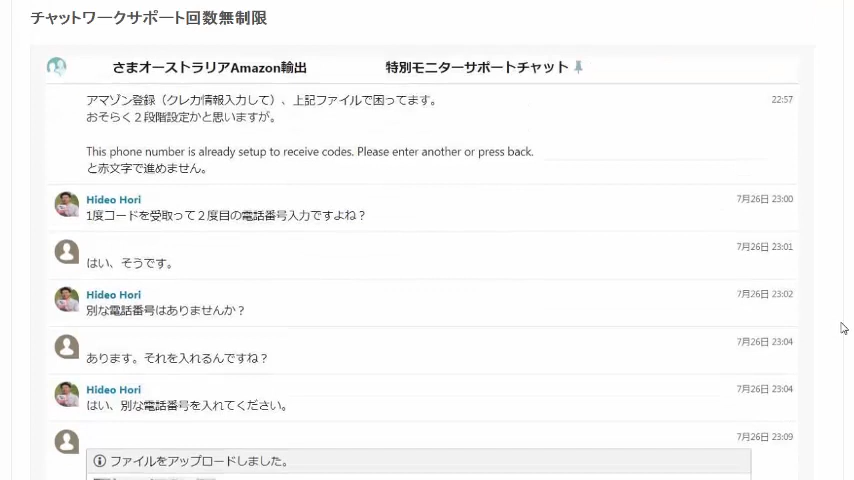 チャットワークサポート回数無制限
さまオーストラリアAmazon輸出 特別モニターサポートチャット
アマゾン登録（クレカ情報入力して）、上記ファイルで困ってます。 22:57
おそらく２段階設定かと思いますが。
This phone number is already setup to receive codes. Please enter another or press back.
と赤文字で進めません。
Hideo Hori 7月26日 23:00
1度コードを受取って２度目の電話番号入力ですよね？
7月26日 23:01
はい、そうです。
Hideo Hori 7月26日 23:02
別な電話番号はありませんか？
7月26日 23:04
あります。それを入れるんですね？
Hideo Hori 7月26日 23:04
はい、別な電話番号を入れてください。
7月26日 23:09
ファイルをアップロードしました。